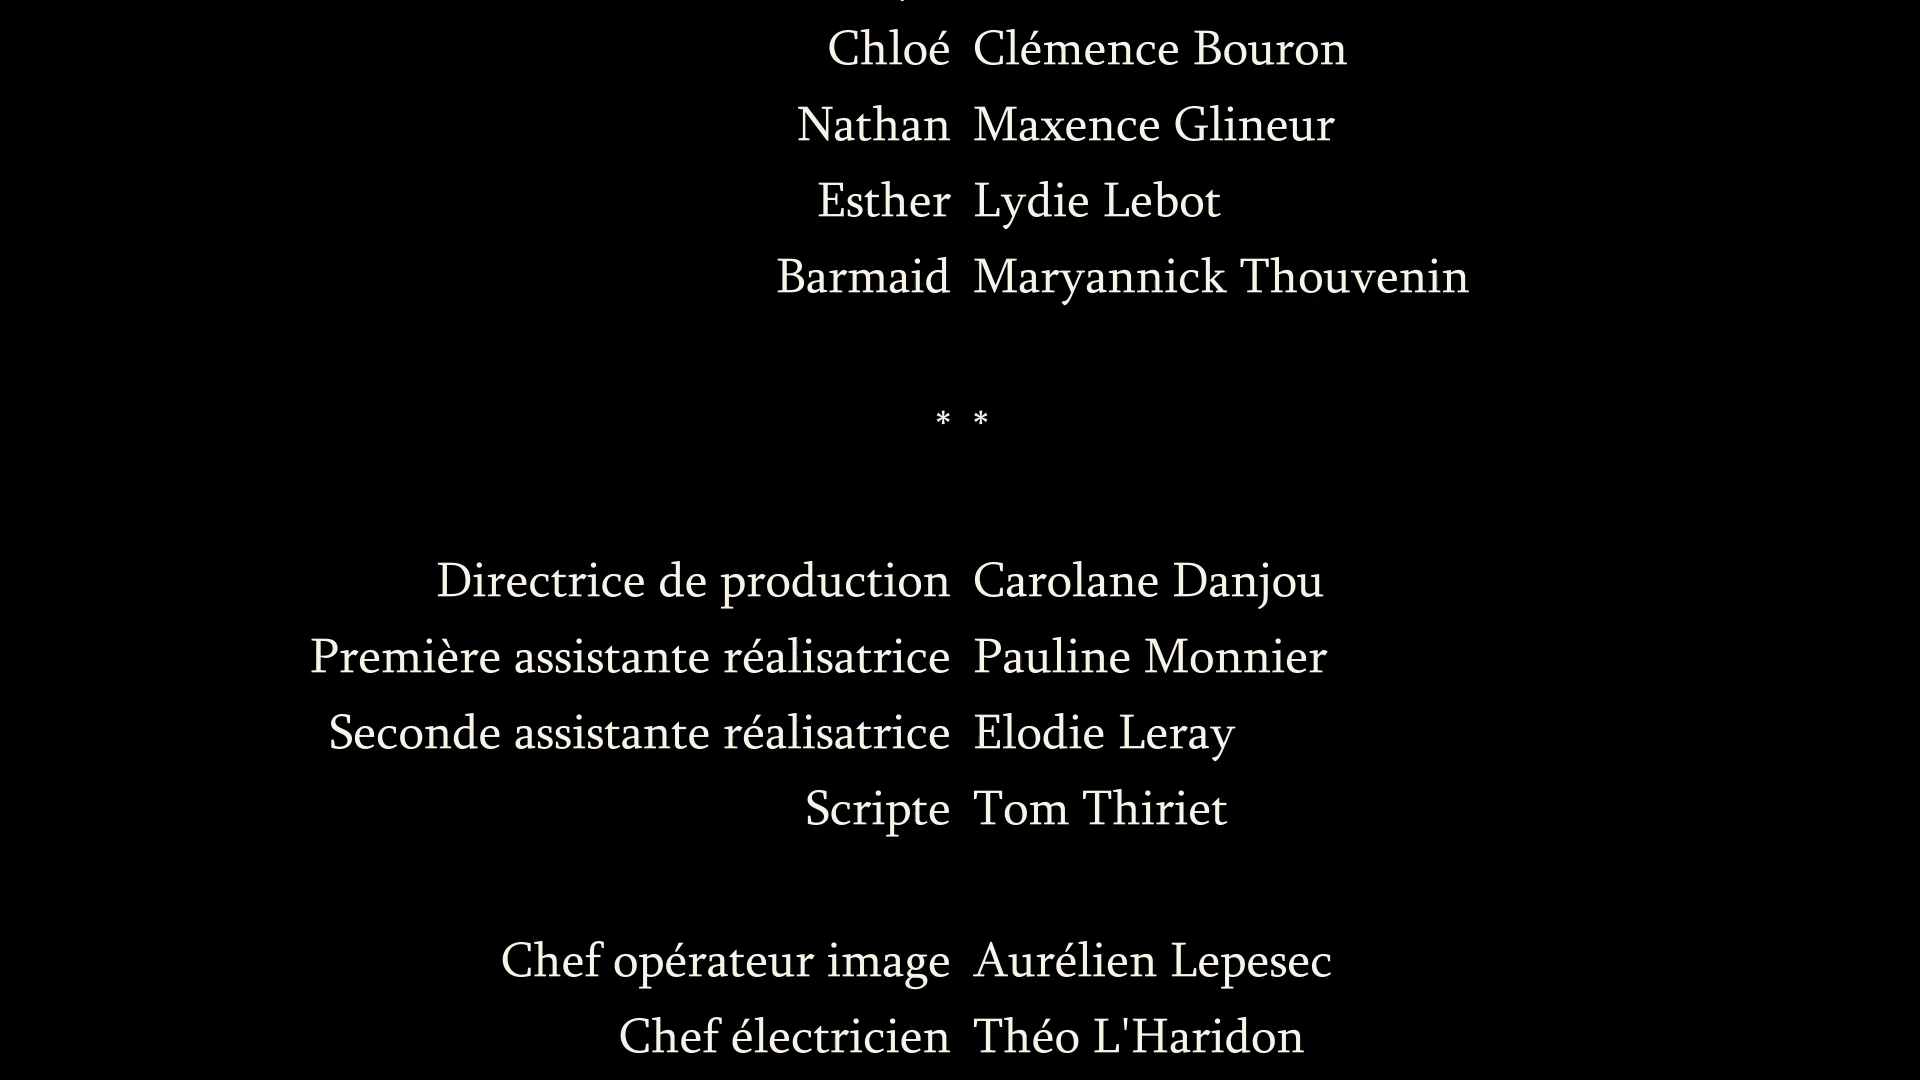 Chloé Clémence Bouron
Nathan Maxence Glineur
Esther Lydie Lebot
Barmaid Maryannick Thouvenin
* *
Directrice de production Carolane Danjou
Première assistante réalisatrice Pauline Monnier
Seconde assistante réalisatrice Elodie Leray
Scripte Tom Thiriet
Chef opérateur image Aurélien Lepesec
Chef électricien Théo L'Haridon